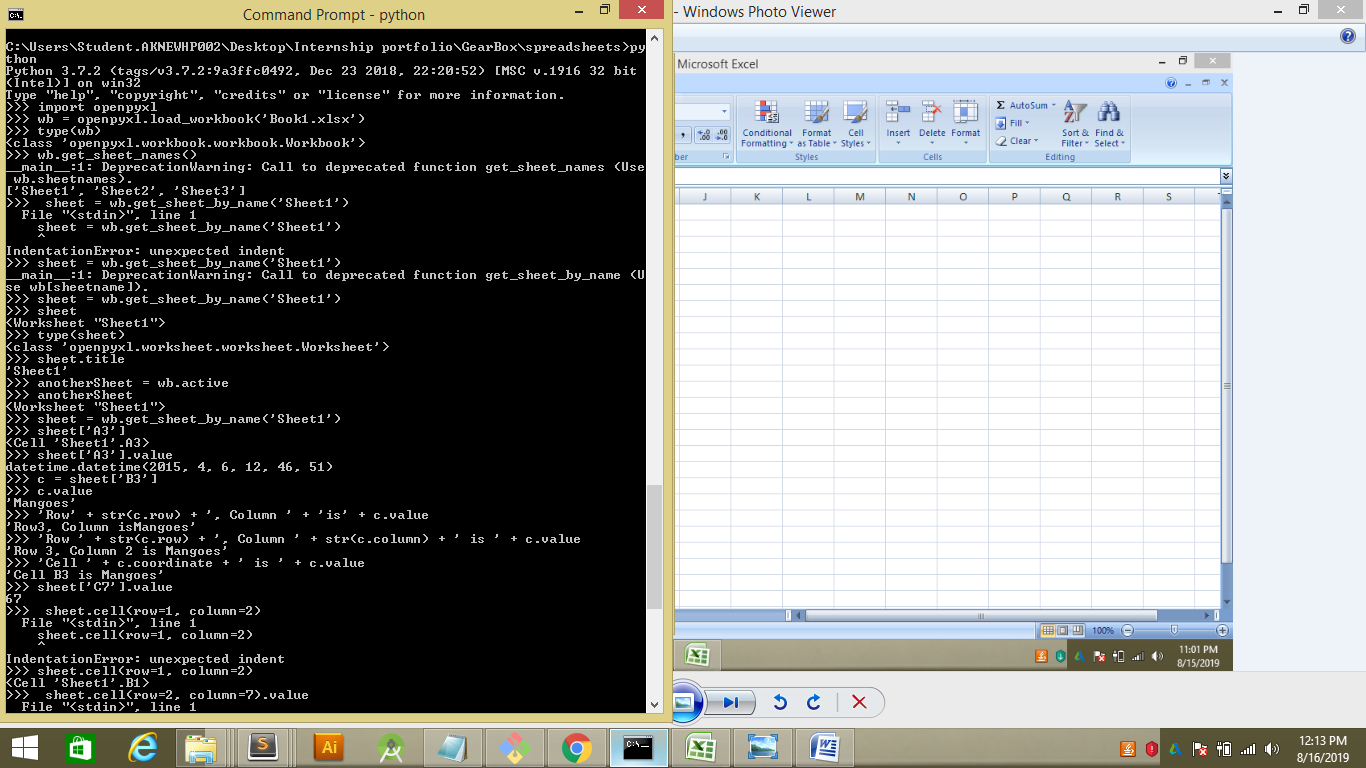 Command Prompt - python
C:\Users\Student.AKNEWHP002\Desktop\Internship portfolio\GearBox\spreadsheets>py
thon
Python 3.7.2 (tags/v3.7.2:9a3ffc0492, Dec 23 2018, 22:20:52) [MSC v.1916 32 bit
(Intel)] on win32
Type "help", "copyright", "credits" or "license" for more information.
>>> import openpyxl
>>> wb = openpyxl.load_workbook('Book1.xlsx')
>>> type(wb)
<class 'openpyxl.workbook.workbook.Workbook'>
>>> wb.get_sheet_names()
__main__:1: DeprecationWarning: Call to deprecated function get_sheet_names (Use
 wb.sheetnames).
['Sheet1', 'Sheet2', 'Sheet3']
>>>  sheet = wb.get_sheet_by_name('Sheet1')
  File "<stdin>", line 1
    sheet = wb.get_sheet_by_name('Sheet1')
    ^
IndentationError: unexpected indent
>>> sheet = wb.get_sheet_by_name('Sheet1')
__main__:1: DeprecationWarning: Call to deprecated function get_sheet_by_name (U
se wb[sheetname]).
>>> sheet = wb.get_sheet_by_name('Sheet1')
>>> sheet
<Worksheet "Sheet1">
>>> type(sheet)
<class 'openpyxl.worksheet.worksheet.Worksheet'>
>>> sheet.title
'Sheet1'
>>> anotherSheet = wb.active
>>> anotherSheet
<Worksheet "Sheet1">
>>> sheet = wb.get_sheet_by_name('Sheet1')
>>> sheet['A3']
<Cell 'Sheet1'.A3>
>>> sheet['A3'].value
datetime.datetime(2015, 4, 6, 12, 46, 51)
>>> c = sheet['B3']
>>> c.value
'Mangoes'
>>> 'Row' + str(c.row) + ', Column ' + 'is' + c.value
'Row3, Column isMangoes'
>>> 'Row ' + str(c.row) + ', Column ' + str(c.column) + ' is ' + c.value
'Row 3, Column 2 is Mangoes'
>>> 'Cell ' + c.coordinate + ' is ' + c.value
'Cell B3 is Mangoes'
>>> sheet['C7'].value
67
>>>  sheet.cell(row=1, column=2)
  File "<stdin>", line 1
    sheet.cell(row=1, column=2)
    ^
IndentationError: unexpected indent
>>> sheet.cell(row=1, column=2)
<Cell 'Sheet1'.B1>
>>>  sheet.cell(row=2, column=7).value
  File "<stdin>", line 1
- Windows Photo Viewer
Microsoft Excel
Conditional Formatting
Format as Table
Cell Styles
Styles
Insert Delete Format
Cells
AutoSum
Fill
Clear
Sort & Filter
Find & Select
Editing
ber
J K L M N O P Q R S
100%
11:01 PM
8/15/2019
12:13 PM
8/16/2019